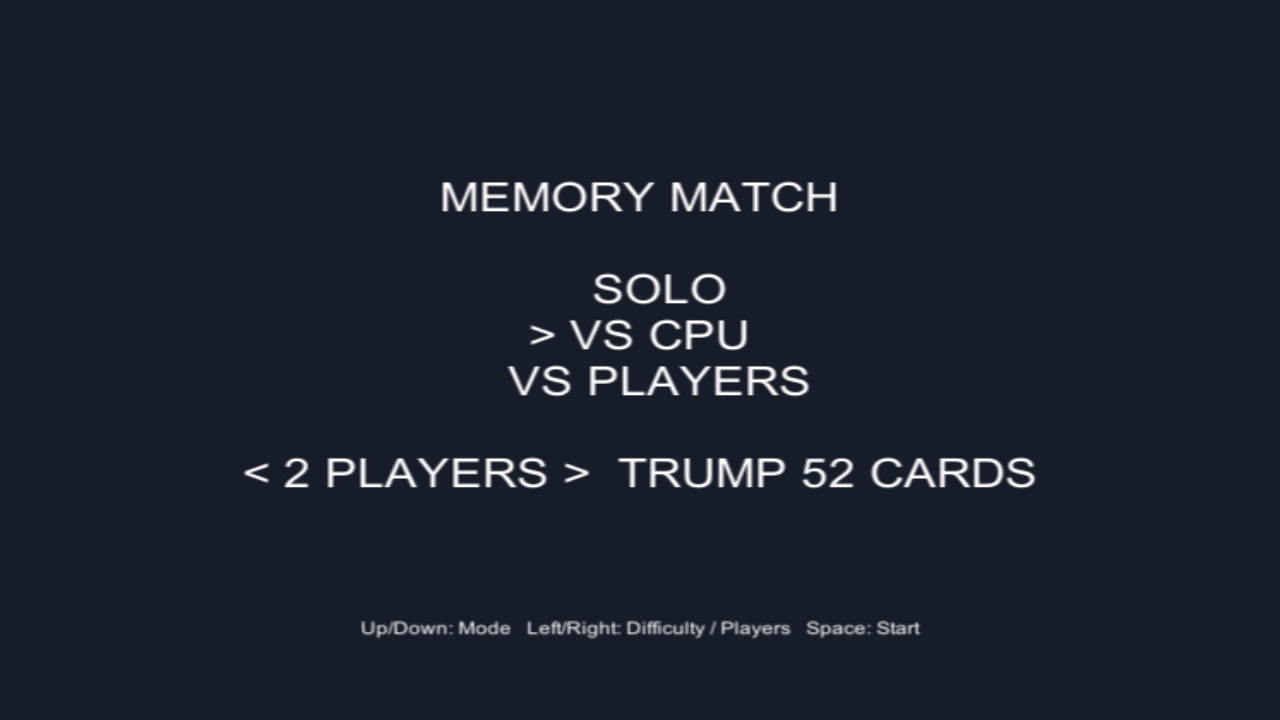 MEMORY MATCH
SOLO
> VS CPU
VS PLAYERS
< 2 PLAYERS >  TRUMP 52 CARDS
Up/Down: Mode   Left/Right: Difficulty / Players   Space: Start